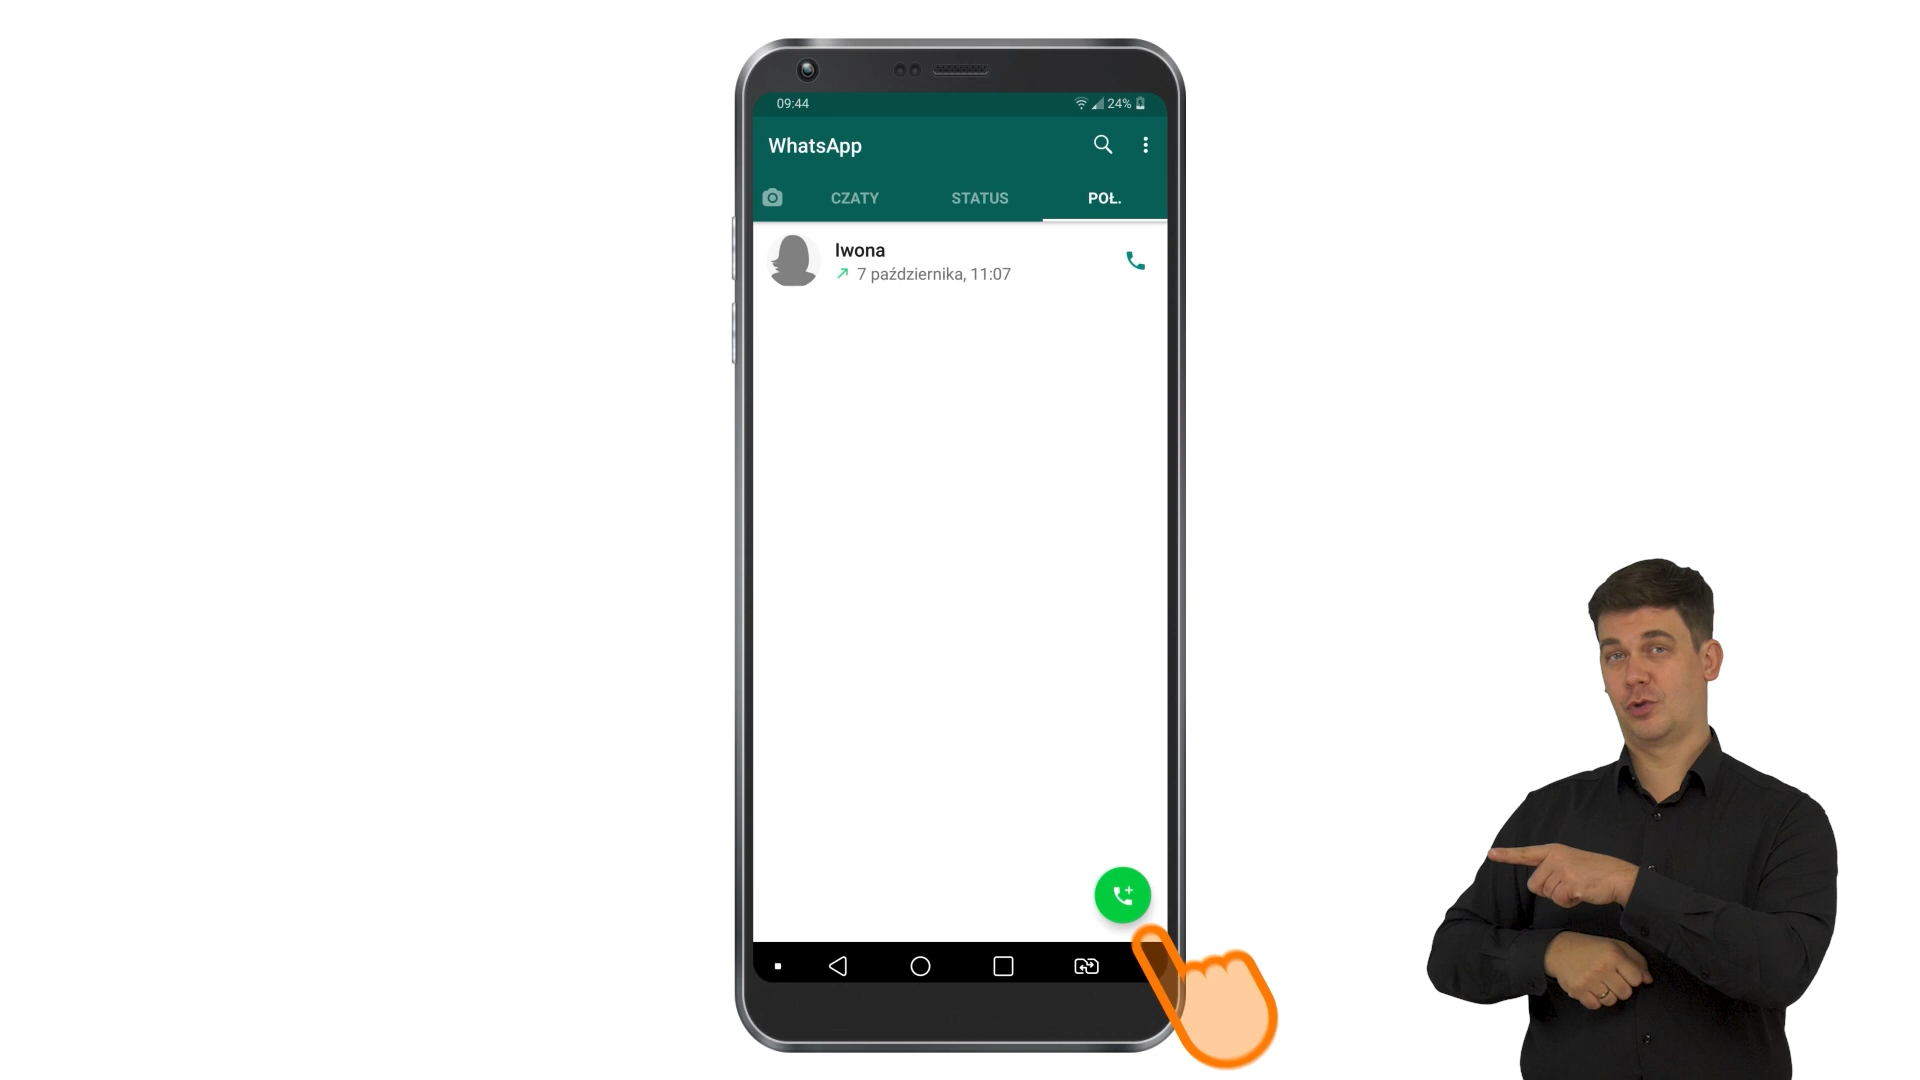 09:44
24%
WhatsApp
CZATY
STATUS
POŁ.
Iwona
7 października, 11:07